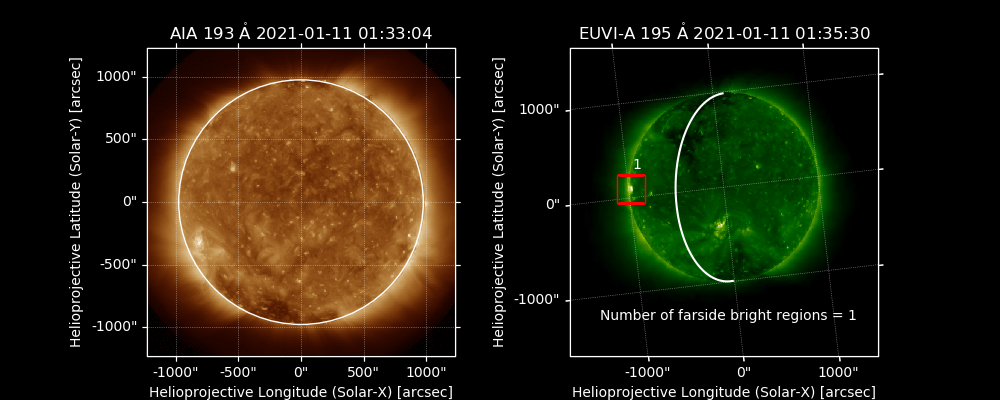 AIA 193 Å 2021-01-11 01:33:04
Heliprojective Latitude (Solar-Y) [arcsec]
1000"
500"
0"
-500"
-1000"
-1000"
-500"
0"
500"
1000"
Helioprojective Longitude (Solar-X) [arcsec]
EUVI-A 195 Å 2021-01-11 01:35:30
Helioprojective Latitude (Solar-Y) [arcsec]
1000"
0"
-1000"
1
Number of farside bright regions = 1
-1000"
0"
1000"
Helioprojective Longitude (Solar-X) [arcsec]